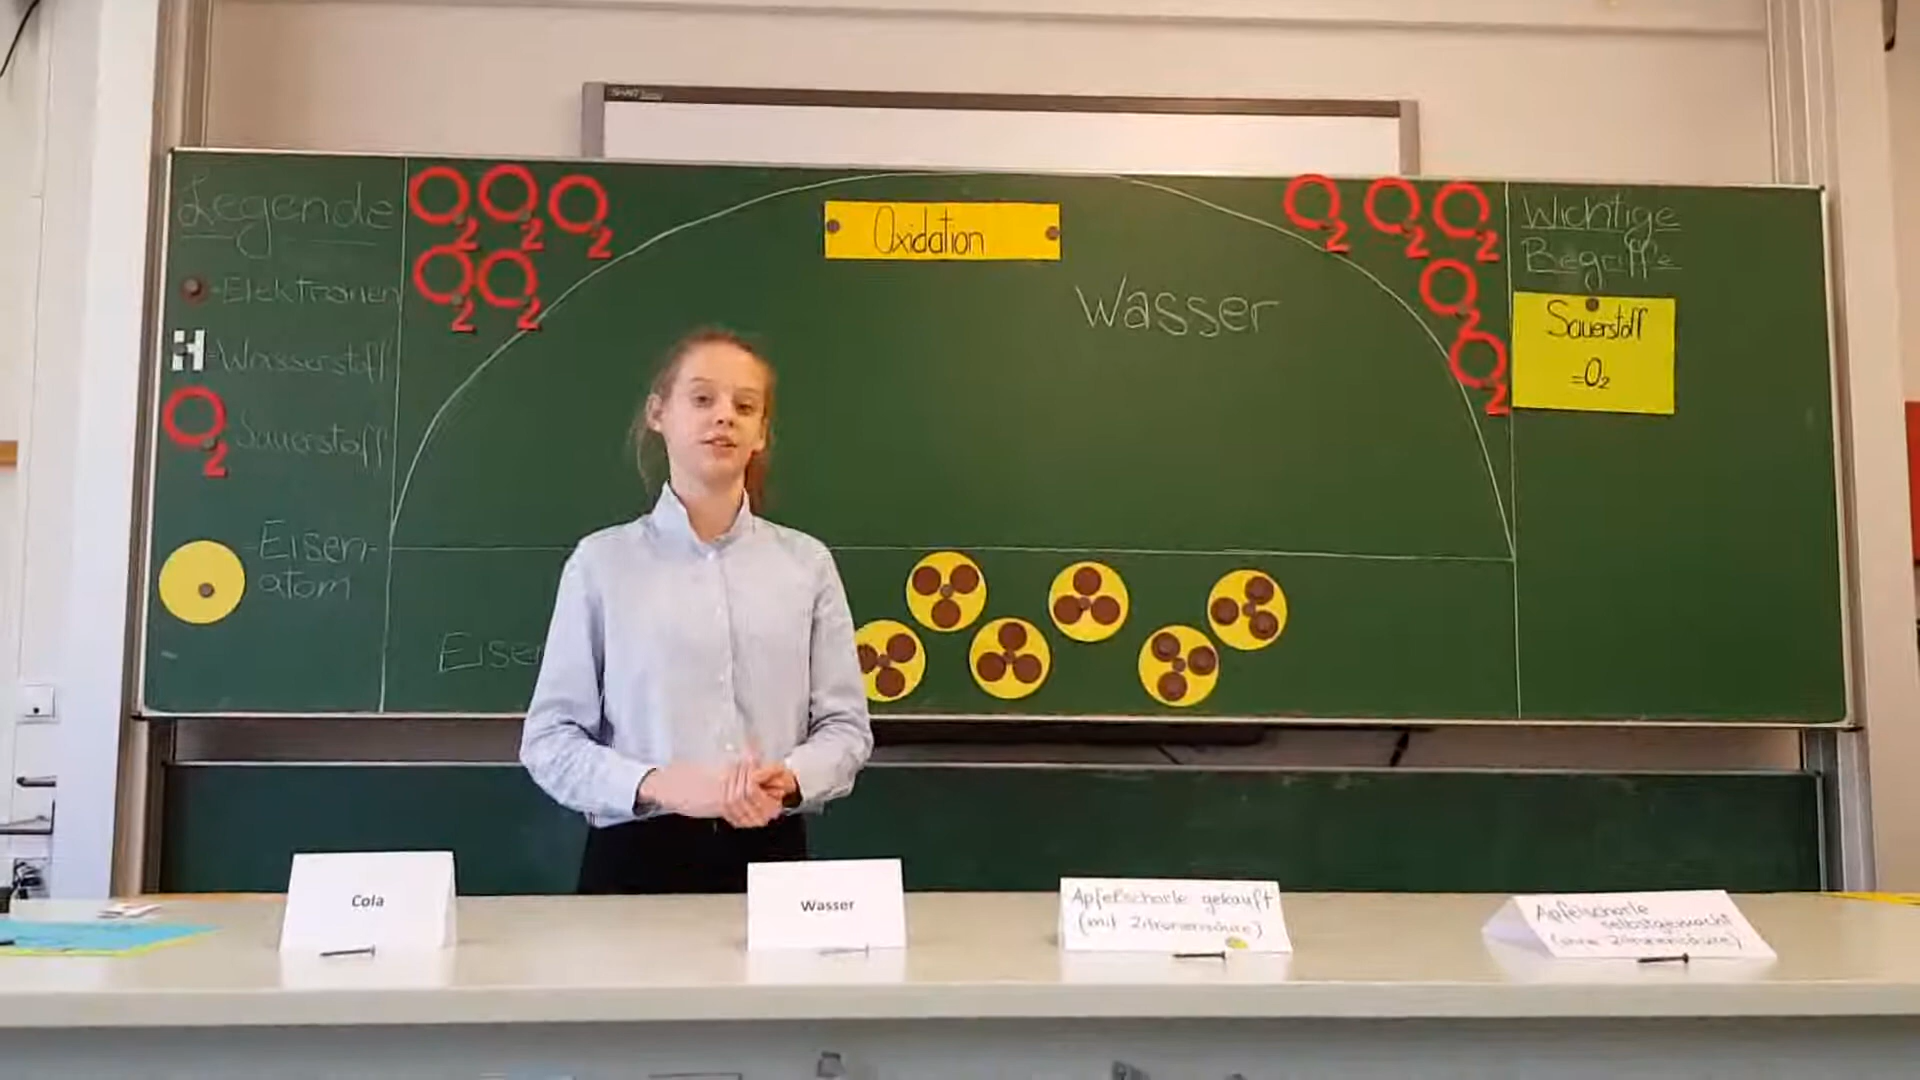 SMART
Legende
Elektronen
H
-Wasserstoff
O2
Sauerstoff
-Eisen-
atom
O2 O2 O2
O2 O2
Oxidation
Wasser
O2 O2 O2
O2
O2
Eisen
Wichtige
Begriffe
Sauerstoff
=O2
Cola
Wasser
Apfelschorle gekauft
(mit Zitronensäure)
Apfelschorle
selbstgemacht
(ohne Zitronensäure)